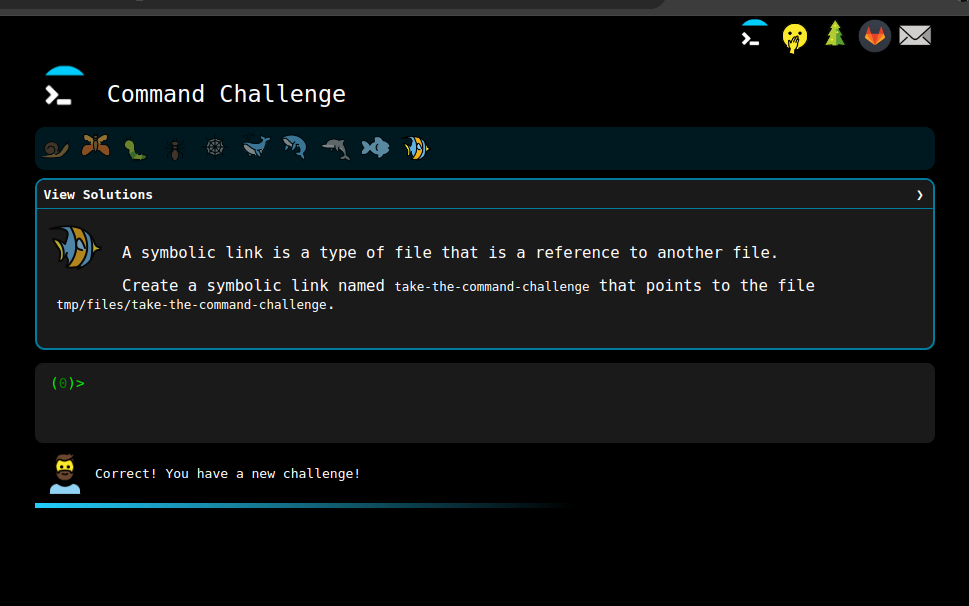 Command Challenge
View Solutions ❯
A symbolic link is a type of file that is a reference to another file.
Create a symbolic link named take-the-command-challenge that points to the file
tmp/files/take-the-command-challenge.
(0)>
Correct! You have a new challenge!